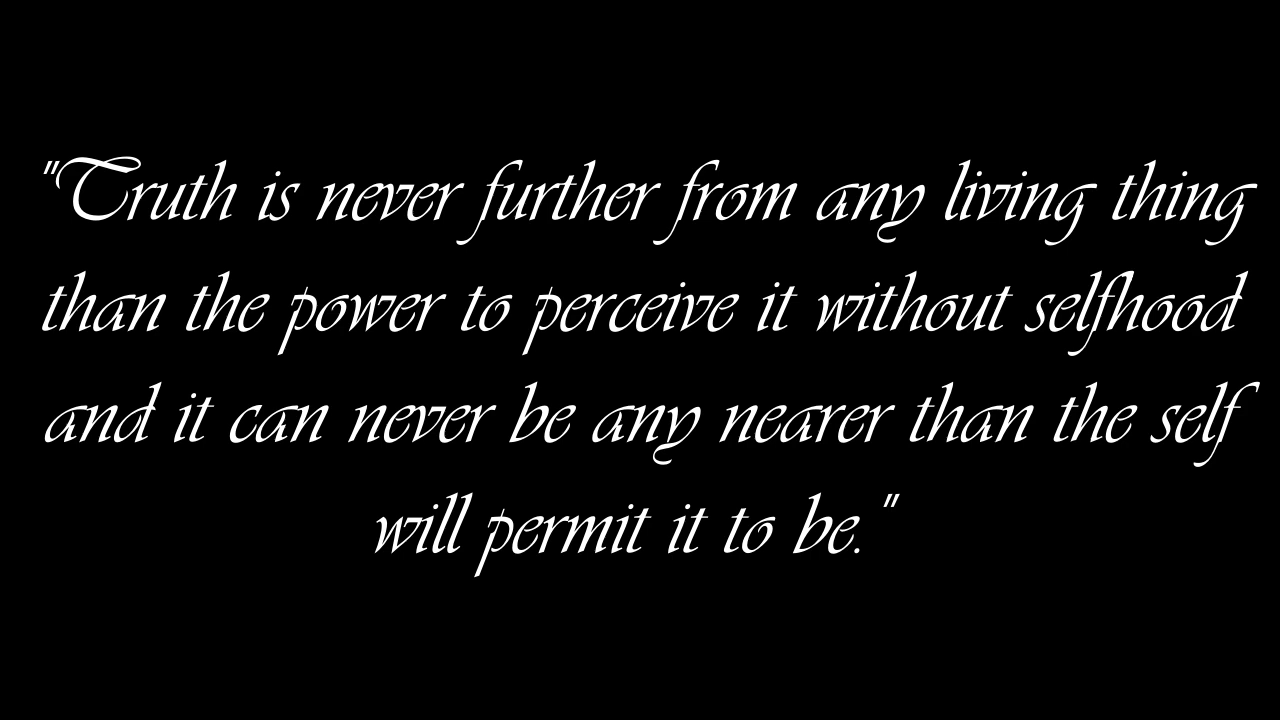 "Truth is never further from any living thing
than the power to perceive it without selfhood
and it can never be any nearer than the self
will permit it to be."